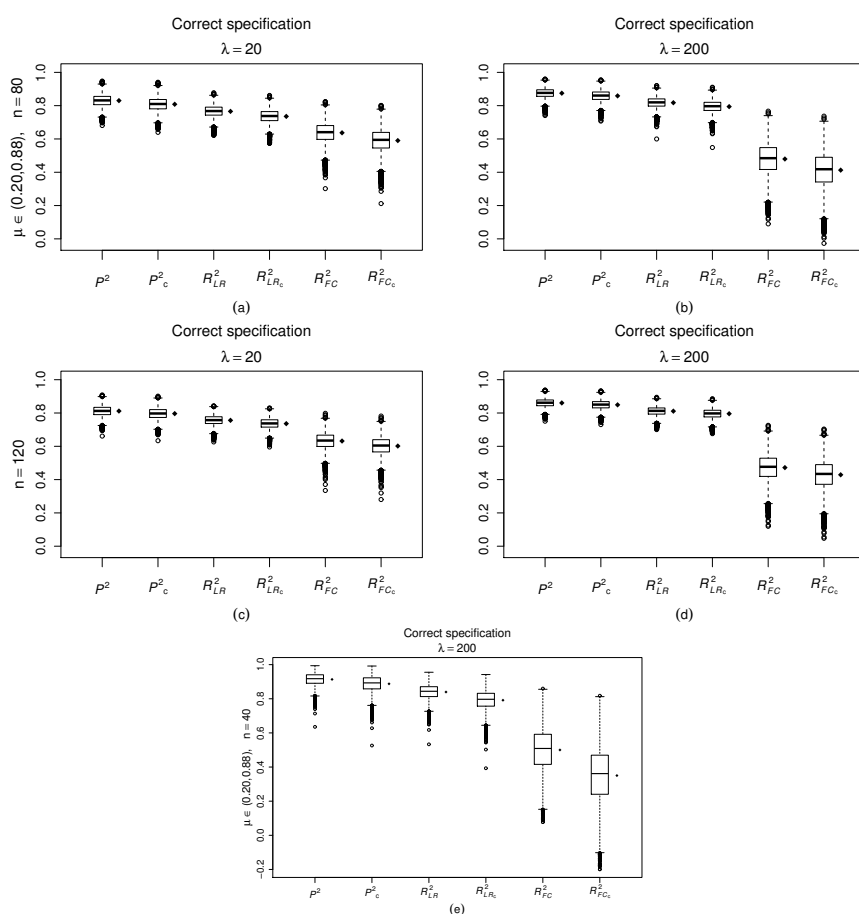 Correct specification
λ = 20
μ ∈ (0.20,0.88), n = 80
1.0
0.8
0.6
0.4
0.2
0.0
P²
P²c
R²LR
R²LRc
R²FC
R²FCc
(a)
Correct specification
λ = 200
1.0
0.8
0.6
0.4
0.2
0.0
P²
P²c
R²LR
R²LRc
R²FC
R²FCc
(b)
Correct specification
λ = 20
n = 120
1.0
0.8
0.6
0.4
0.2
0.0
P²
P²c
R²LR
R²LRc
R²FC
R²FCc
(c)
Correct specification
λ = 200
1.0
0.8
0.6
0.4
0.2
0.0
P²
P²c
R²LR
R²LRc
R²FC
R²FCc
(d)
Correct specification
λ = 200
μ ∈ (0.20,0.88), n = 40
1.0
0.8
0.6
0.4
0.2
0.0
−0.2
P²
P²c
R²LR
R²LRc
R²FC
R²FCc
(e)